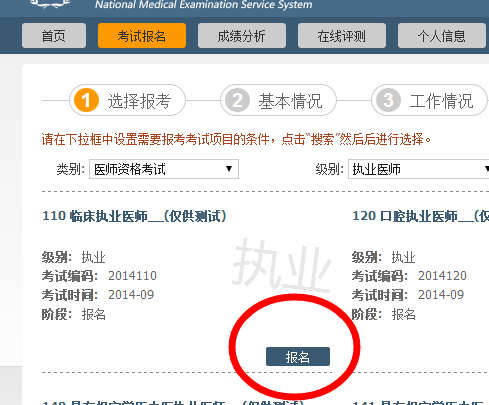 National Medical Examination Service System
首页 考试报名 成绩分析 在线评测 个人信息
1 选择报考 2 基本情况 3 工作情况
请在下拉框中设置需要报考考试项目的条件，点击“搜索”然后后进行选择。
类别: 医师资格考试 级别: 执业医师
110 临床执业医师__(仅供测试) 120 口腔执业医师__(仅供
级别: 执业 级别: 执业
执业
考试编码: 2014110 考试编码: 2014120
考试时间: 2014-09 考试时间: 2014-09
阶段: 报名 阶段: 报名
报名